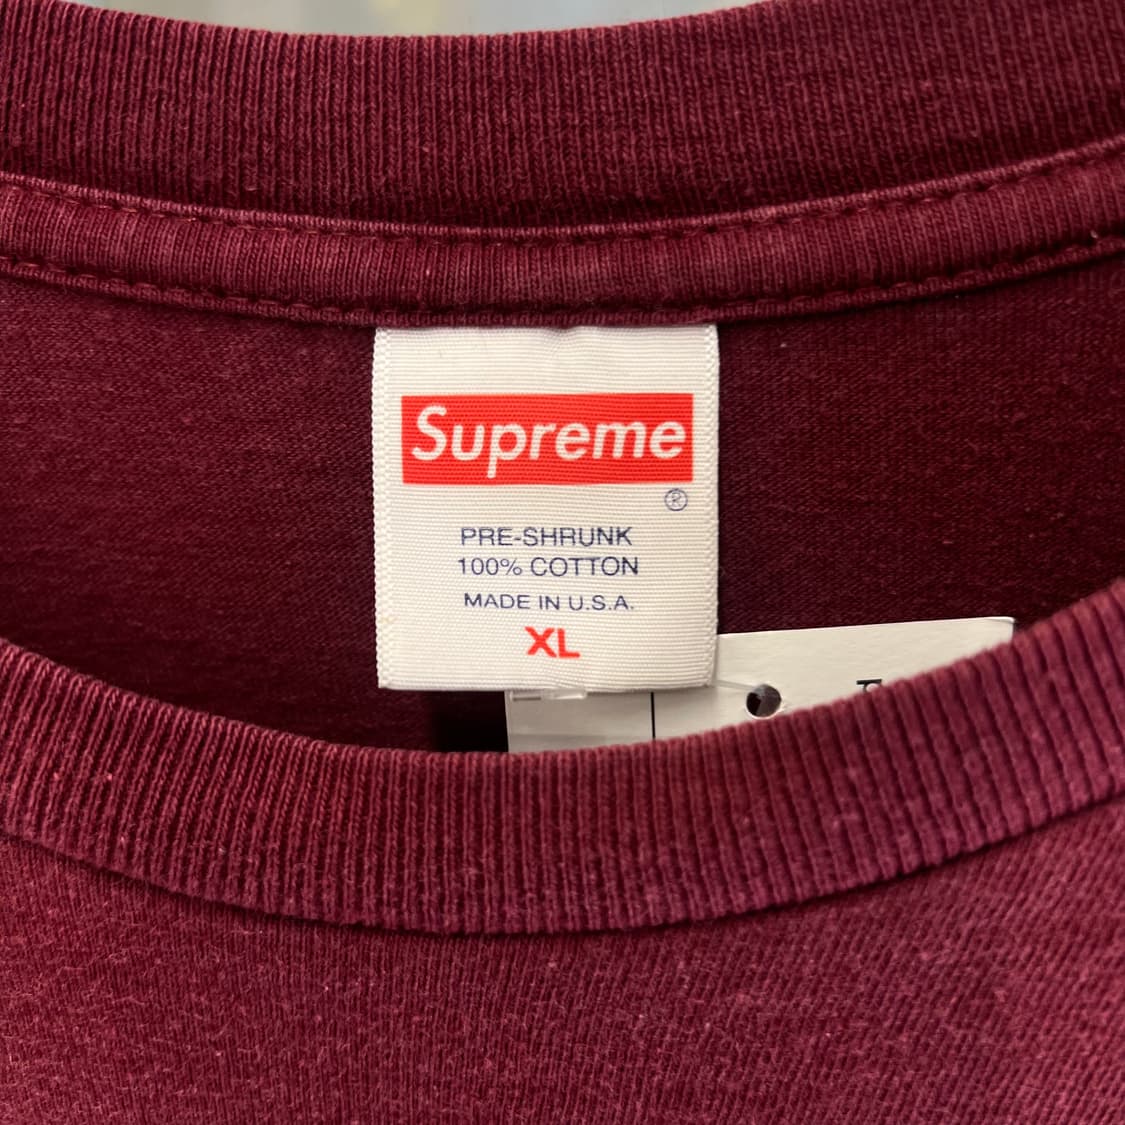 Supreme
®
PRE-SHRUNK
100% COTTON
MADE IN U.S.A.
XL